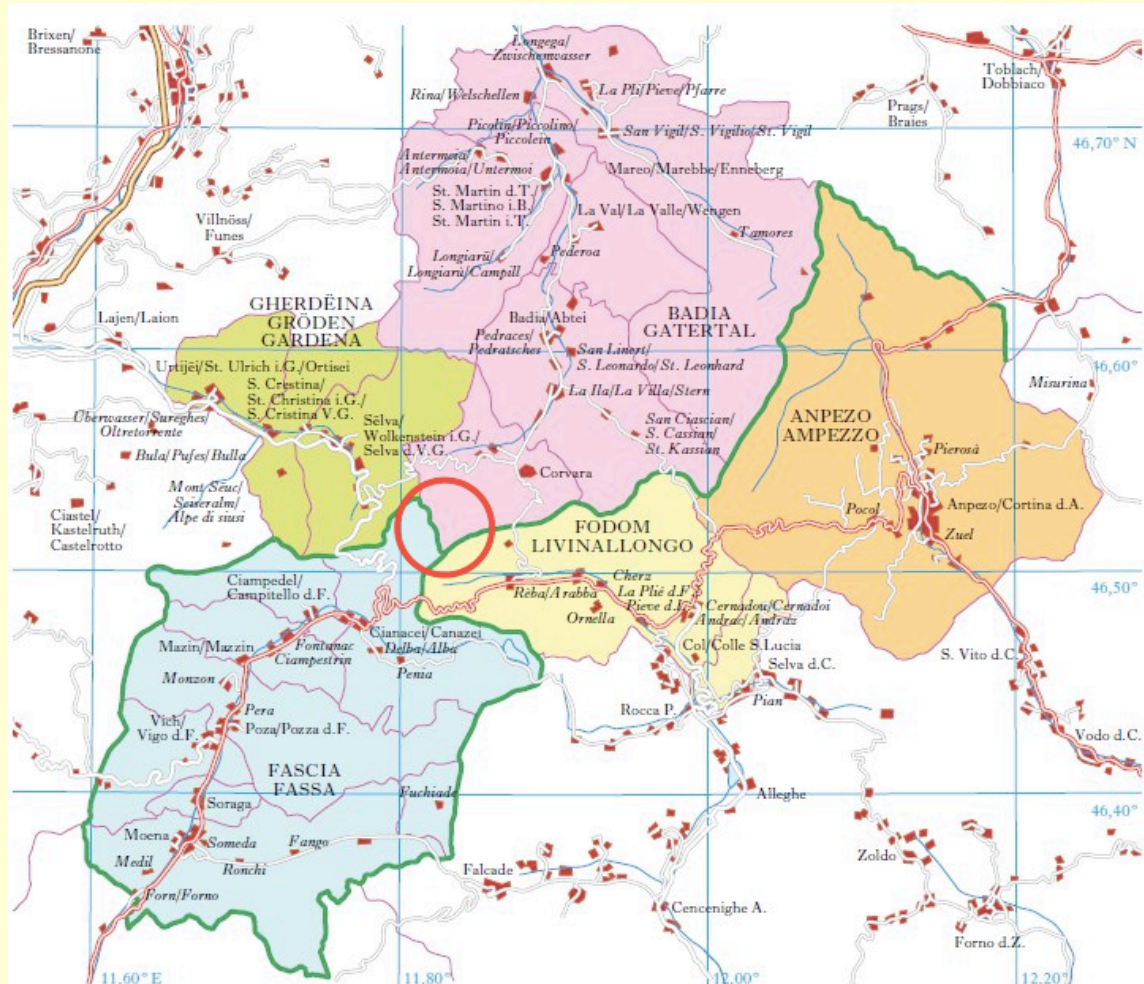 Brixen/
Bressanone
Longega/
Zwischenwasser
Toblach/
Dobbiaco
La Plì/Pieve/Pfarre
Rina/Welschellen
Prags/
Braies
Picolin/Piccolino/
Piccolein
San Vigil/S. Vigilio/St. Vigil
46,70° N
Antermoia/
Antermoia/Untermoi
Mareo/Marebbe/Enneberg
St. Martin d.T./
S. Martino i.B./
St. Martin i.T.
Villnöss/
Funes
La Val/La Valle/Wengen
Tamores
Pederoa
Longiarü/
Longiarù/Campill
GHERDËINA
GRÖDEN
GARDENA
BADIA
GATERTAL
Lajen/Laion
Badia/Abtei
Pedraces/
Pedratsches
San Linert/
S. Leonardo/St. Leonhard
46,60°
Urtijëi/St. Ulrich i.G./Ortisei
S. Crestina/
St. Christina i.G./
S. Cristina V.G.
La Ila/La Villa/Stern
Misurina
Überwasser/Sureghes/
Oltretorrente
Sëlva/
Wolkenstein i.G./
Selva d.V.G.
San Ciascian/
S. Cassian/
St. Kassian
ANPEZO
AMPEZZO
Pierosà
Bula/Pufes/Bulla
Corvara
Mont Sëuc/
Seiseralm/
Alpe di siusi
Anpezo/Cortina d.A.
Pocol
Zuel
Ciastel/
Kastelruth/
Castelrotto
FODOM
LIVINALLONGO
Ciampedel/
Campitello d.F.
Cherz
46,50°
Rèba/Arabba
La Plié d.F./
Pieve d.L.
Ornella
Cernadou/Cernadoi
Andrac/Andraz
Cianacei/Canazei
Delba/Alba
Mazin/Mazzin
Fontanac
Ciampestrin
Penia
Col/Colle S.Lucia
Selva d.C.
S. Vito d.C.
Monzon
Pian
Rocca P.
Pera
Vich/
Vigo d.F.
Poza/Pozza d.F.
Vodo d.C.
FASCIA
FASSA
Fuchiade
Alleghe
Soraga
46,40°
Moena
Someda
Fango
Zoldo
Medil
Ronchi
Falcade
Forn/Forno
Cencenighe A.
Forno d.Z.
11,60° E
11,80°
12,00°
12,20°